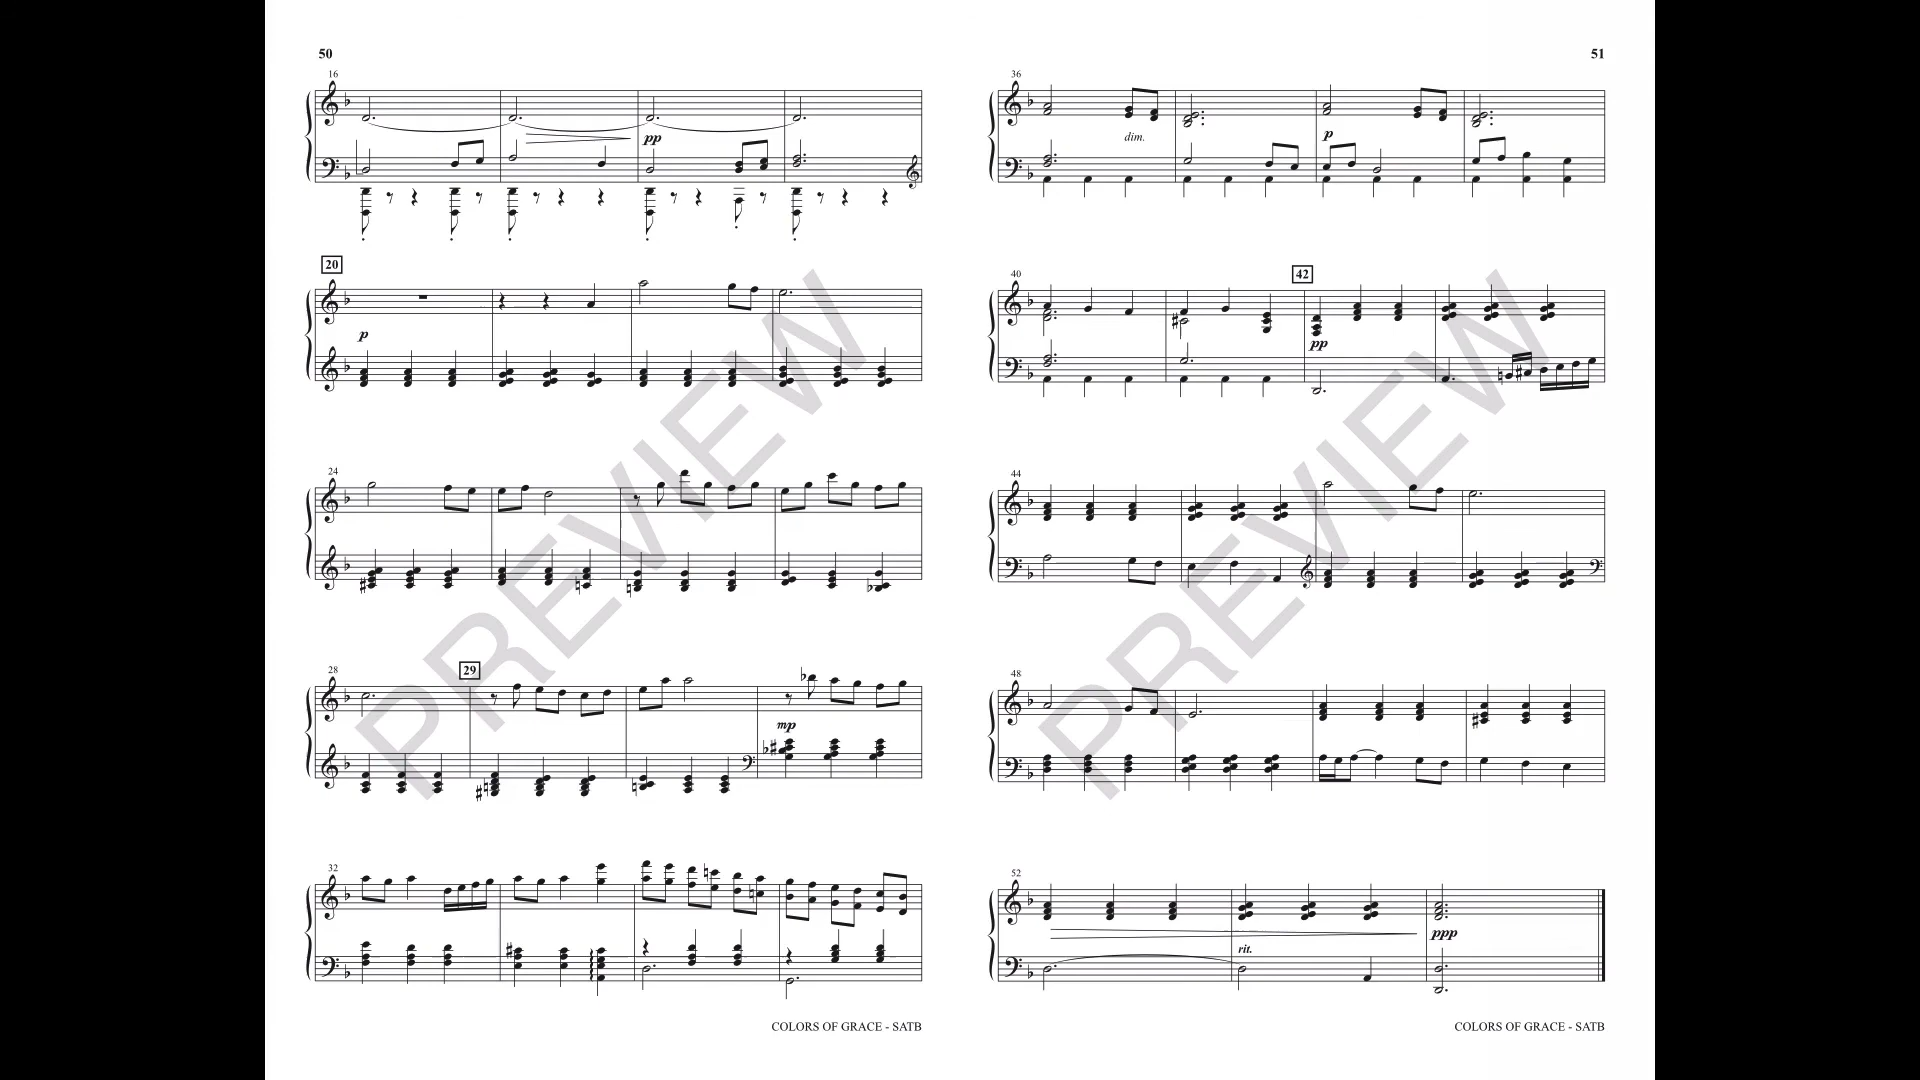 50
16
pp
20
p
24
28
29
mp
32
PREVIEW
COLORS OF GRACE - SATB
51
36
dim.
p
40
42
pp
44
48
52
rit.
ppp
PREVIEW
COLORS OF GRACE - SATB